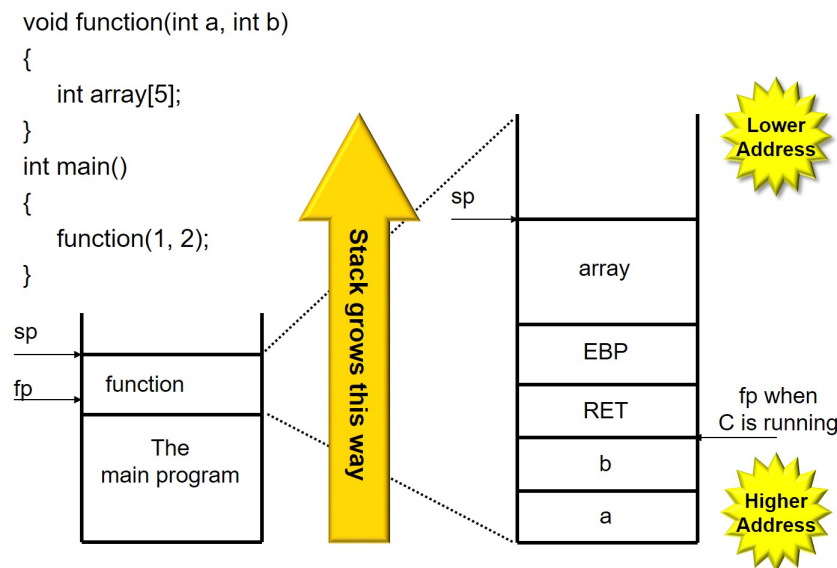 void function(int a, int b)
{
int array[5];
}
int main()
{
function(1, 2);
}
sp
fp
function
The
main program
Stack grows this way
sp
array
EBP
RET
b
a
fp when
C is running
Lower
Address
Higher
Address